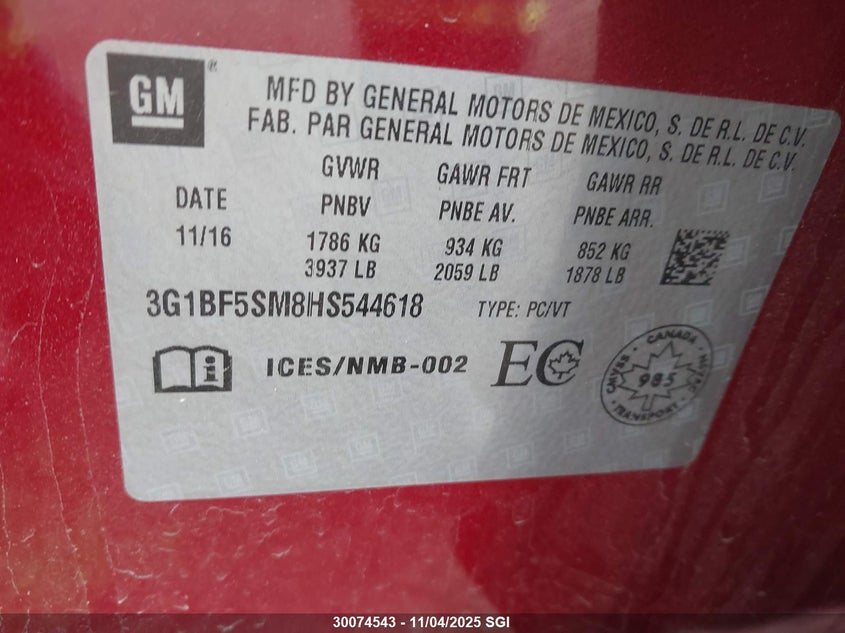 GM®
MFD BY GENERAL MOTORS DE MEXICO, S. DE R.L. DE C.V.
FAB. PAR GENERAL MOTORS DE MEXICO, S. DE R.L. DE C.V.
DATE GVWR GAWR FRT GAWR RR
PNBV PNBE AV. PNBE ARR.
11/16 1786 KG 934 KG 852 KG
3937 LB 2059 LB 1878 LB
3G1BF5SM8HS544618 TYPE: PC/VT
ICES/NMB-002 EC
CANADA
CMVSS 985 NSVAC
TRANSPORT
30074543 - 11/04/2025 SGI